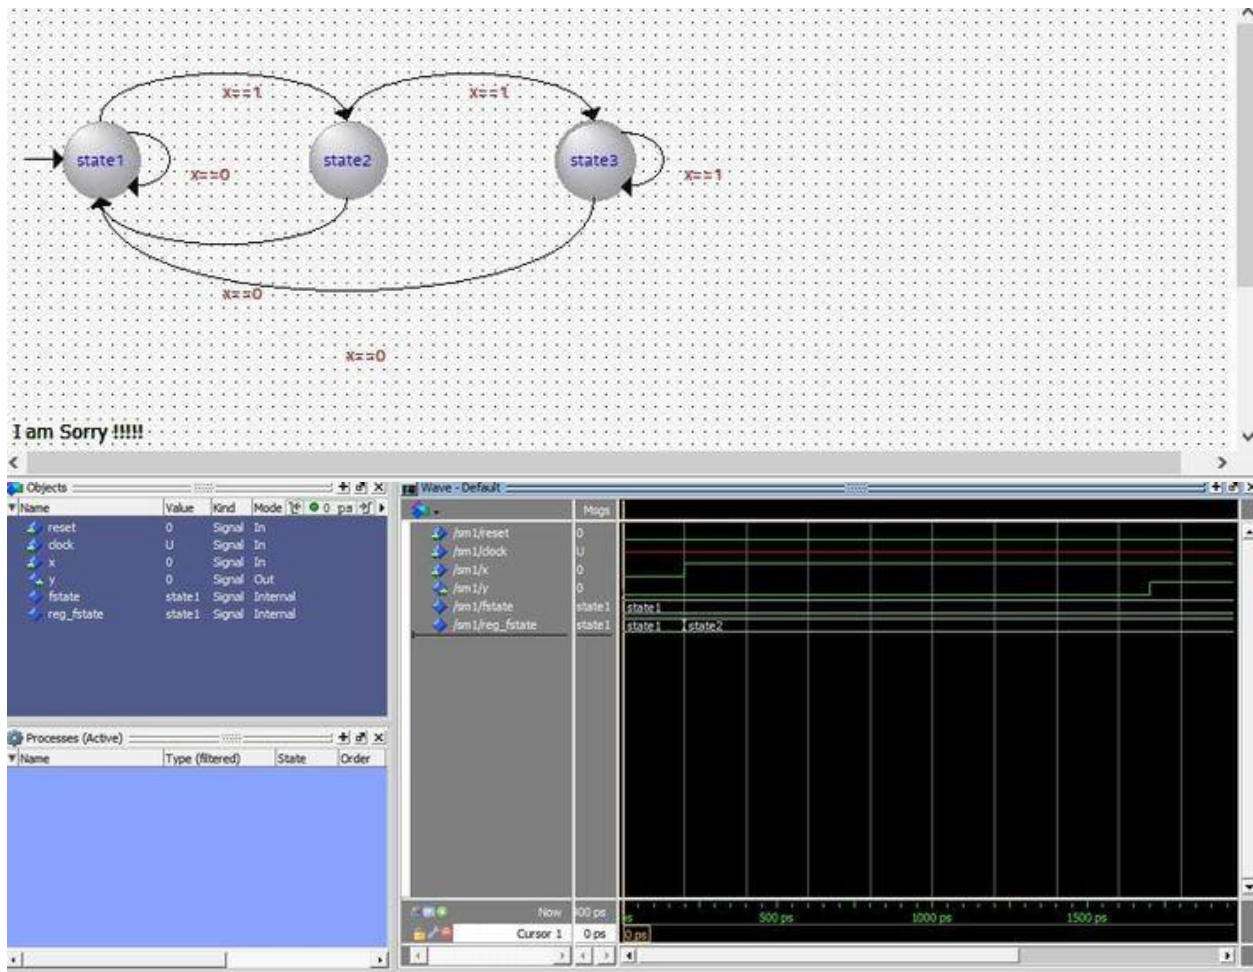 x==1 x==1
state1 state2 state3
x==0 x==1
x==0
x==0
I am Sorry !!!!!
Objects
Name Value Kind Mode 0 ps
reset 0 Signal In
clock U Signal In
x 0 Signal In
y 0 Signal Out
fstate state1 Signal Internal
reg_fstate state1 Signal Internal
Processes (Active)
Name Type (filtered) State Order
Wave - Default
Msgs
/sm1/reset 0
/sm1/clock U
/sm1/x 0
/sm1/y 0
/sm1/fstate state1 state1
/sm1/reg_fstate state1 state1 state2
Now 500 ps 1000 ps 1500 ps
Cursor 1 0 ps 0 ps